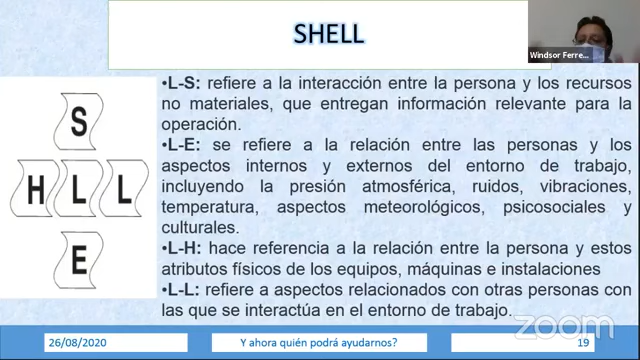 SHELL
Windsor Ferre...
•L-S: refiere a la interacción entre la persona y los recursos
no materiales, que entregan información relevante para la
operación.
•L-E: se refiere a la relación entre las personas y los
aspectos internos y externos del entorno de trabajo,
incluyendo la presión atmosférica, ruidos, vibraciones,
temperatura, aspectos meteorológicos, psicosociales y
culturales.
•L-H: hace referencia a la relación entre la persona y estos
atributos físicos de los equipos, máquinas e instalaciones
•L-L: refiere a aspectos relacionados con otras personas con
las que se interactúa en el entorno de trabajo.
S
H L L
E
zoom
26/08/2020
Y ahora quién podrá ayudarnos?
19